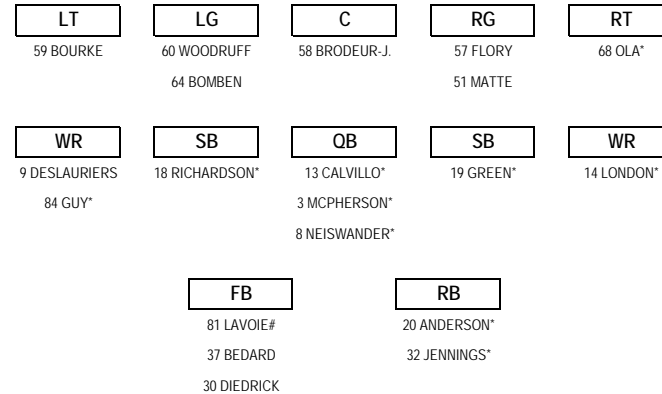 LT LG C RG RT
59 BOURKE 60 WOODRUFF 58 BRODEUR-J. 57 FLORY 68 OLA*
64 BOMBEN 51 MATTE
WR SB QB SB WR
9 DESLAURIERS 18 RICHARDSON* 13 CALVILLO* 19 GREEN* 14 LONDON*
84 GUY* 3 MCPHERSON*
8 NEISWANDER*
FB RB
81 LAVOIE# 20 ANDERSON*
37 BEDARD 32 JENNINGS*
30 DIEDRICK